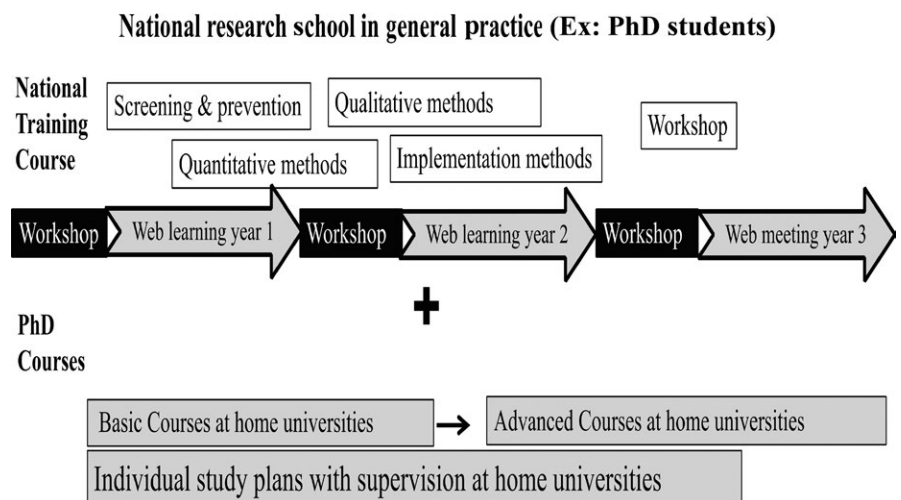 National research school in general practice (Ex: PhD students)
National
Training
Course
Screening & prevention
Qualitative methods
Workshop
Quantitative methods
Implementation methods
Workshop
Web learning year 1
Workshop
Web learning year 2
Workshop
Web meeting year 3
+
PhD
Courses
Basic Courses at home universities
Advanced Courses at home universities
Individual study plans with supervision at home universities